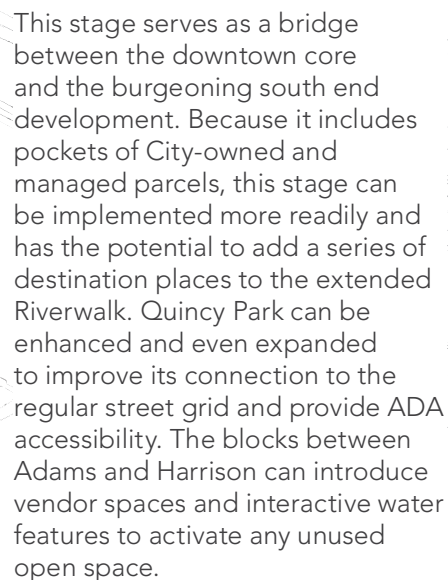 This stage serves as a bridge
between the downtown core
and the burgeoning south end
development. Because it includes
pockets of City-owned and
managed parcels, this stage can
be implemented more readily and
has the potential to add a series of
destination places to the extended
Riverwalk. Quincy Park can be
enhanced and even expanded
to improve its connection to the
regular street grid and provide ADA
accessibility. The blocks between
Adams and Harrison can introduce
vendor spaces and interactive water
features to activate any unused
open space.